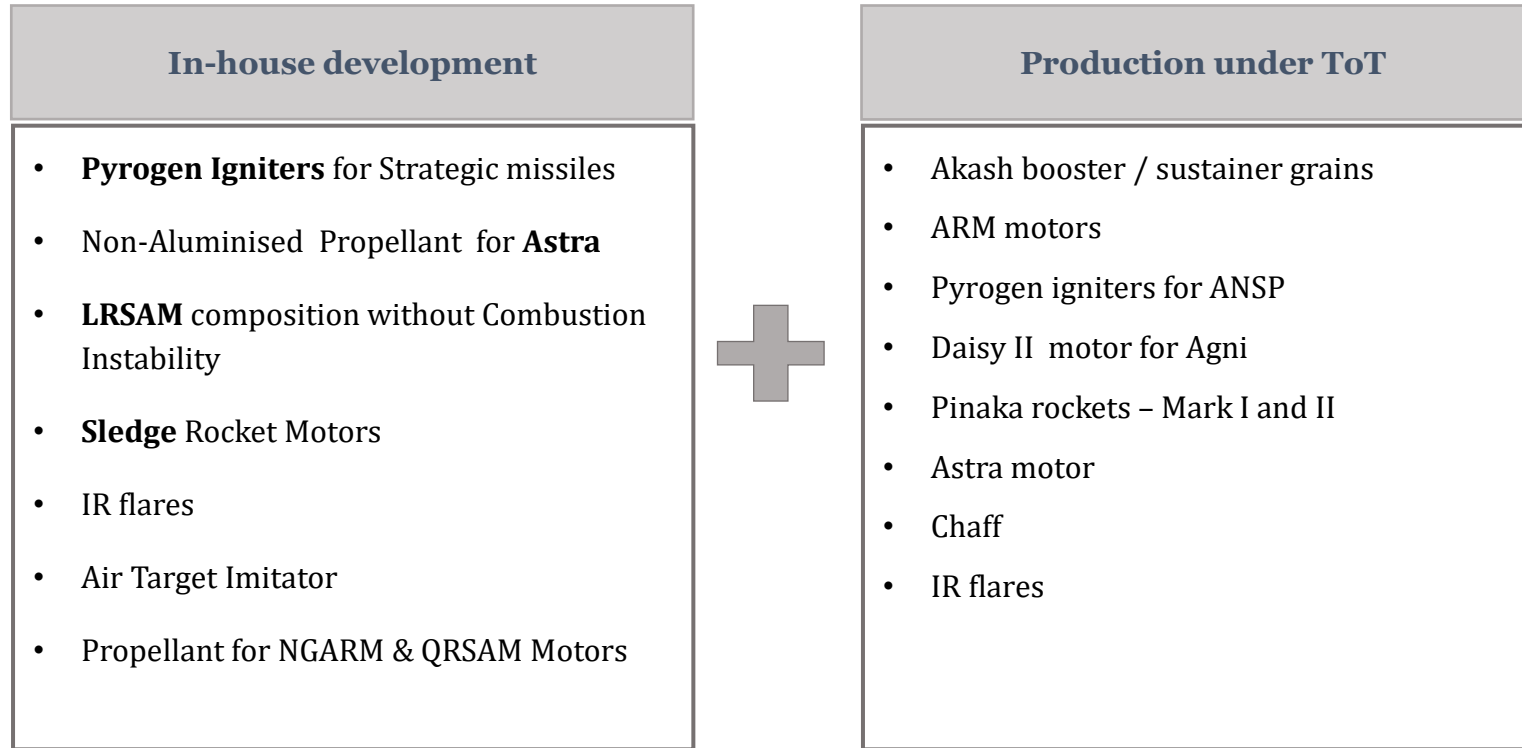 In-house development
• Pyrogen Igniters for Strategic missiles
• Non-Aluminised Propellant for Astra
• LRSAM composition without Combustion
Instability
• Sledge Rocket Motors
• IR flares
• Air Target Imitator
• Propellant for NGARM & QRSAM Motors
Production under ToT
• Akash booster / sustainer grains
• ARM motors
• Pyrogen igniters for ANSP
• Daisy II motor for Agni
• Pinaka rockets – Mark I and II
• Astra motor
• Chaff
• IR flares